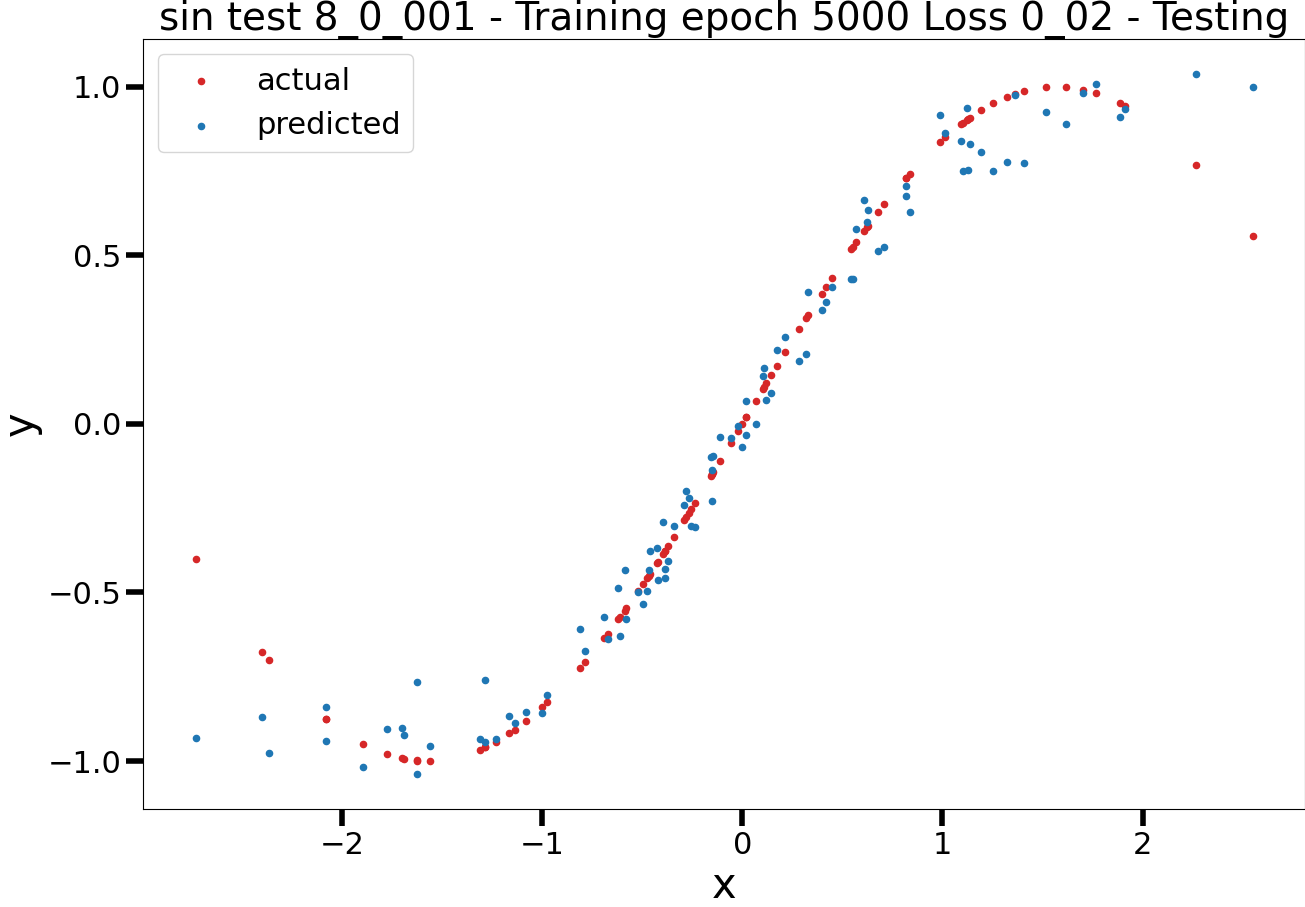 sin test 8_0_001 - Training epoch 5000 Loss 0_02 - Testing
actual
predicted
1.0
0.5
0.0
−0.5
−1.0
y
−2
−1
0
1
2
x